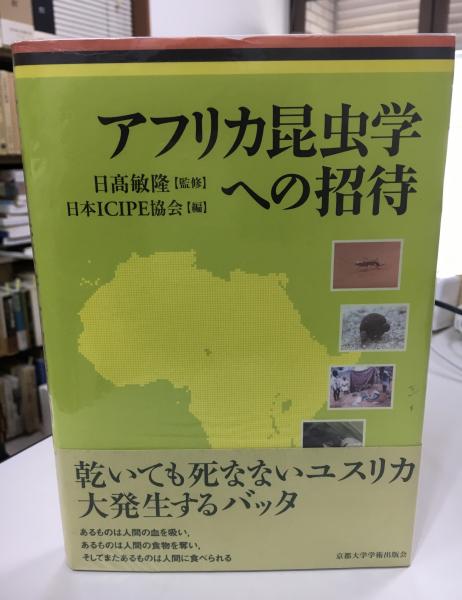 アフリカ昆虫学
への招待
日髙敏隆【監修】
日本ICIPE協会【編】
乾いても死なないユスリカ
大発生するバッタ
あるものは人間の血を吸い,
あるものは人間の食物を奪い,
そしてまたあるものは人間に食べられる
京都大学学術出版会